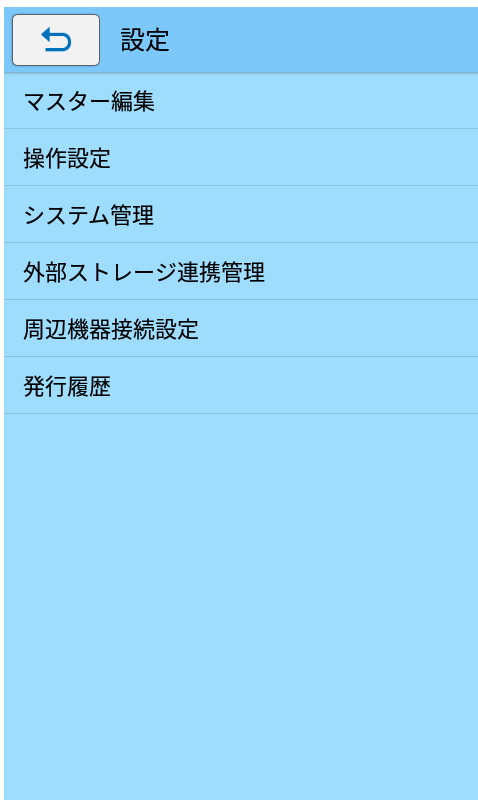 設定
マスター編集
操作設定
システム管理
外部ストレージ連携管理
周辺機器接続設定
発行履歴